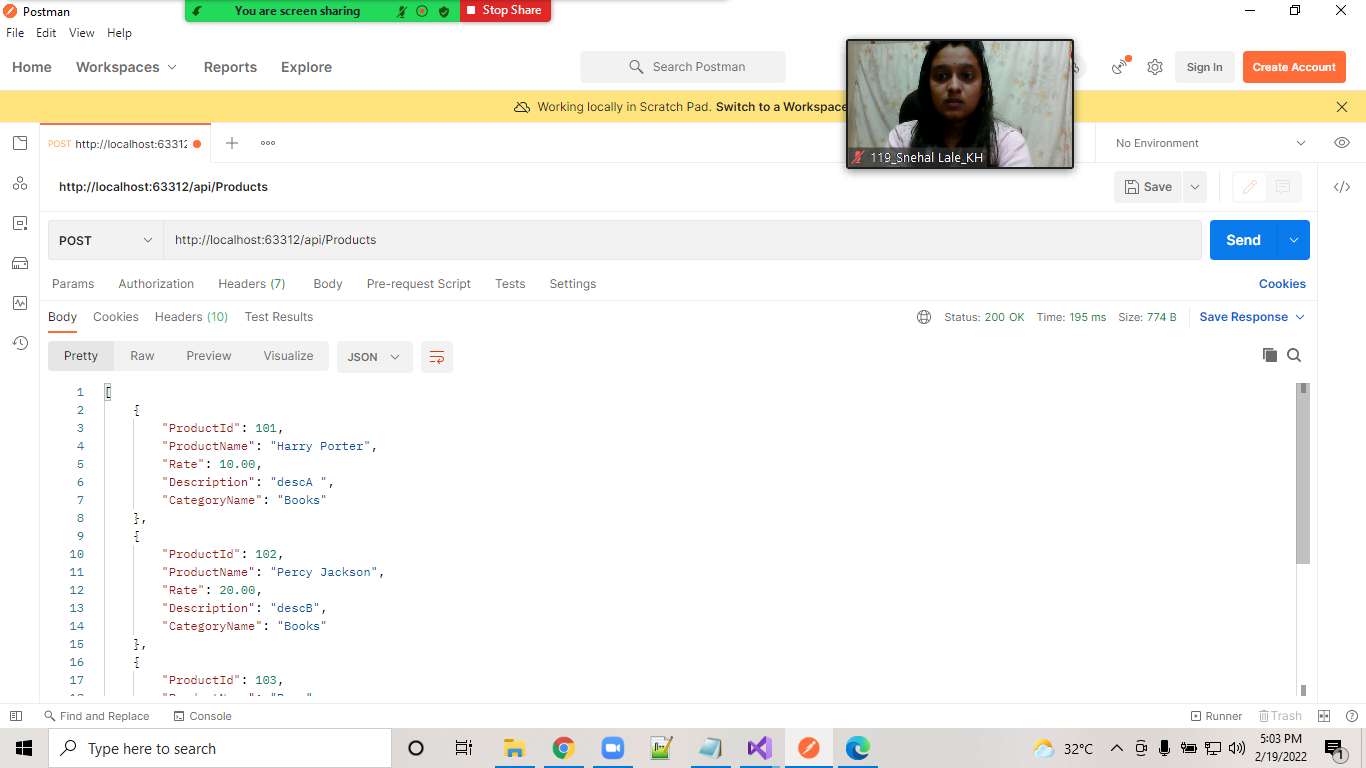 Postman
You are screen sharing
Stop Share
File Edit View Help
Home Workspaces Reports Explore
Search Postman
Sign In
Create Account
Working locally in Scratch Pad. Switch to a Workspace
119_Snehal Lale_KH
POST http://localhost:63312
No Environment
http://localhost:63312/api/Products
Save
POST
http://localhost:63312/api/Products
Send
Params Authorization Headers (7) Body Pre-request Script Tests Settings
Cookies
Body Cookies Headers (10) Test Results
Status: 200 OK Time: 195 ms Size: 774 B
Save Response
Pretty Raw Preview Visualize
JSON
1 [
2 {
3 "ProductId": 101,
4 "ProductName": "Harry Porter",
5 "Rate": 10.00,
6 "Description": "descA ",
7 "CategoryName": "Books"
8 },
9 {
10 "ProductId": 102,
11 "ProductName": "Percy Jackson",
12 "Rate": 20.00,
13 "Description": "descB",
14 "CategoryName": "Books"
15 },
16 {
17 "ProductId": 103,
Find and Replace Console
Runner Trash
Type here to search
32°C
5:03 PM
2/19/2022
1